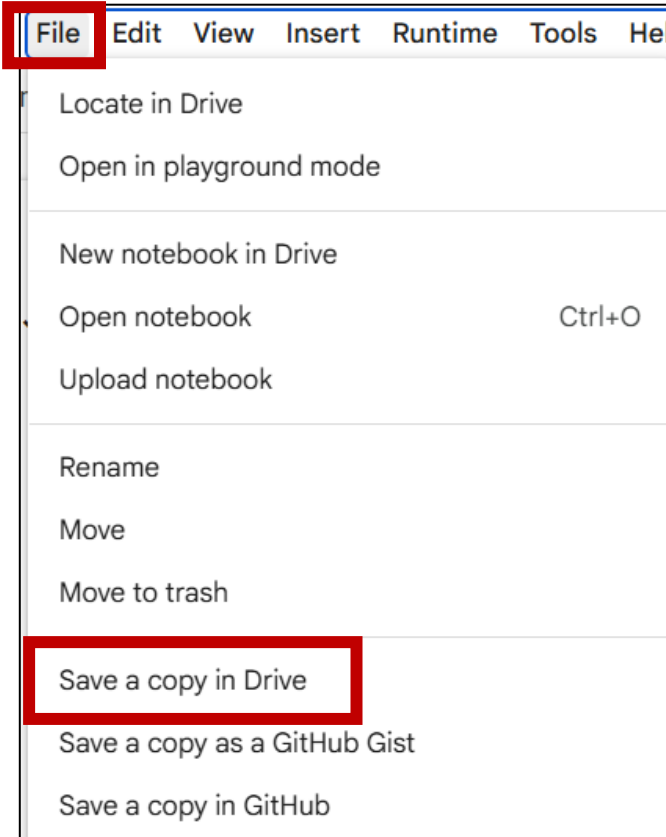 File Edit View Insert Runtime Tools Hel
Locate in Drive
Open in playground mode
New notebook in Drive
Open notebook Ctrl+O
Upload notebook
Rename
Move
Move to trash
Save a copy in Drive
Save a copy as a GitHub Gist
Save a copy in GitHub